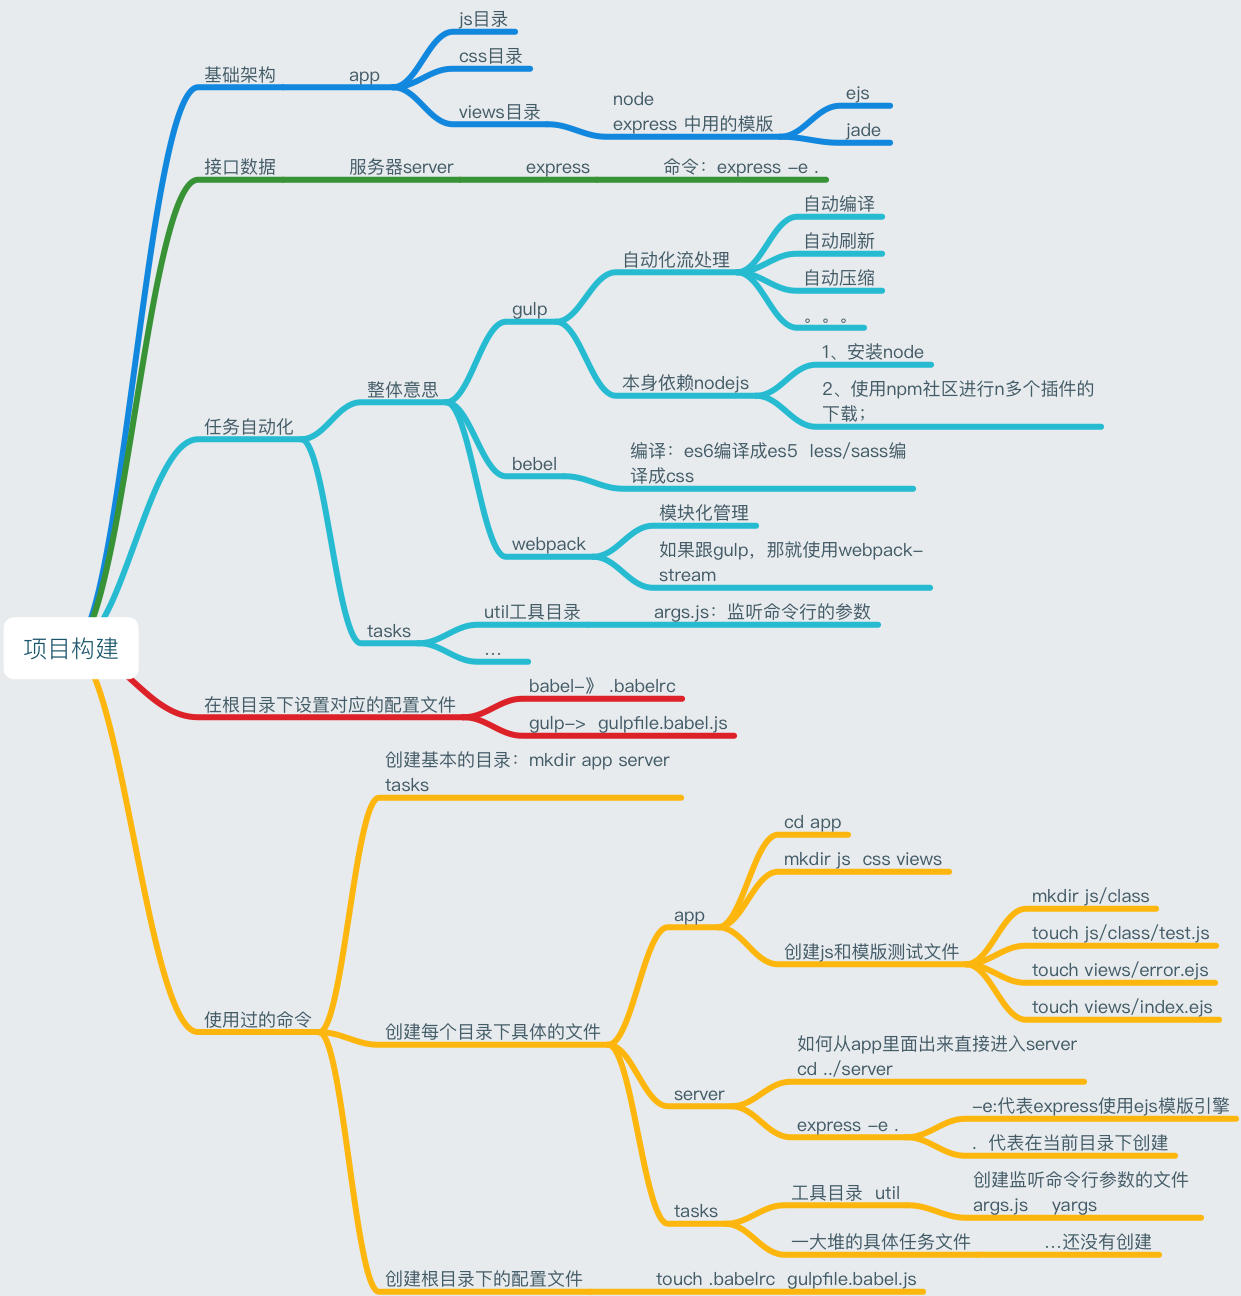 js目录
css目录
基础架构
app
views目录
node
express 中用的模版
ejs
jade
接口数据
服务器server
express
命令：express -e .
自动编译
自动刷新
自动化流处理
自动压缩
。。。
gulp
1、安装node
本身依赖nodejs
2、使用npm社区进行n多个插件的
下载；
整体意思
任务自动化
编译：es6编译成es5  less/sass编
译成css
bebel
模块化管理
webpack
如果跟gulp，那就使用webpack-
stream
util工具目录
args.js：监听命令行的参数
tasks
...
项目构建
babel-》 .babelrc
在根目录下设置对应的配置文件
gulp->  gulpfile.babel.js
创建基本的目录：mkdir app server
tasks
cd app
mkdir js  css views
app
mkdir js/class
touch js/class/test.js
创建js和模版测试文件
touch views/error.ejs
touch views/index.ejs
使用过的命令
创建每个目录下具体的文件
如何从app里面出来直接进入server
cd ../server
server
-e:代表express使用ejs模版引擎
express -e .
.  代表在当前目录下创建
创建监听命令行参数的文件
工具目录  util
args.js    yargs
tasks
一大堆的具体任务文件
...还没有创建
创建根目录下的配置文件
touch .babelrc  gulpfile.babel.js